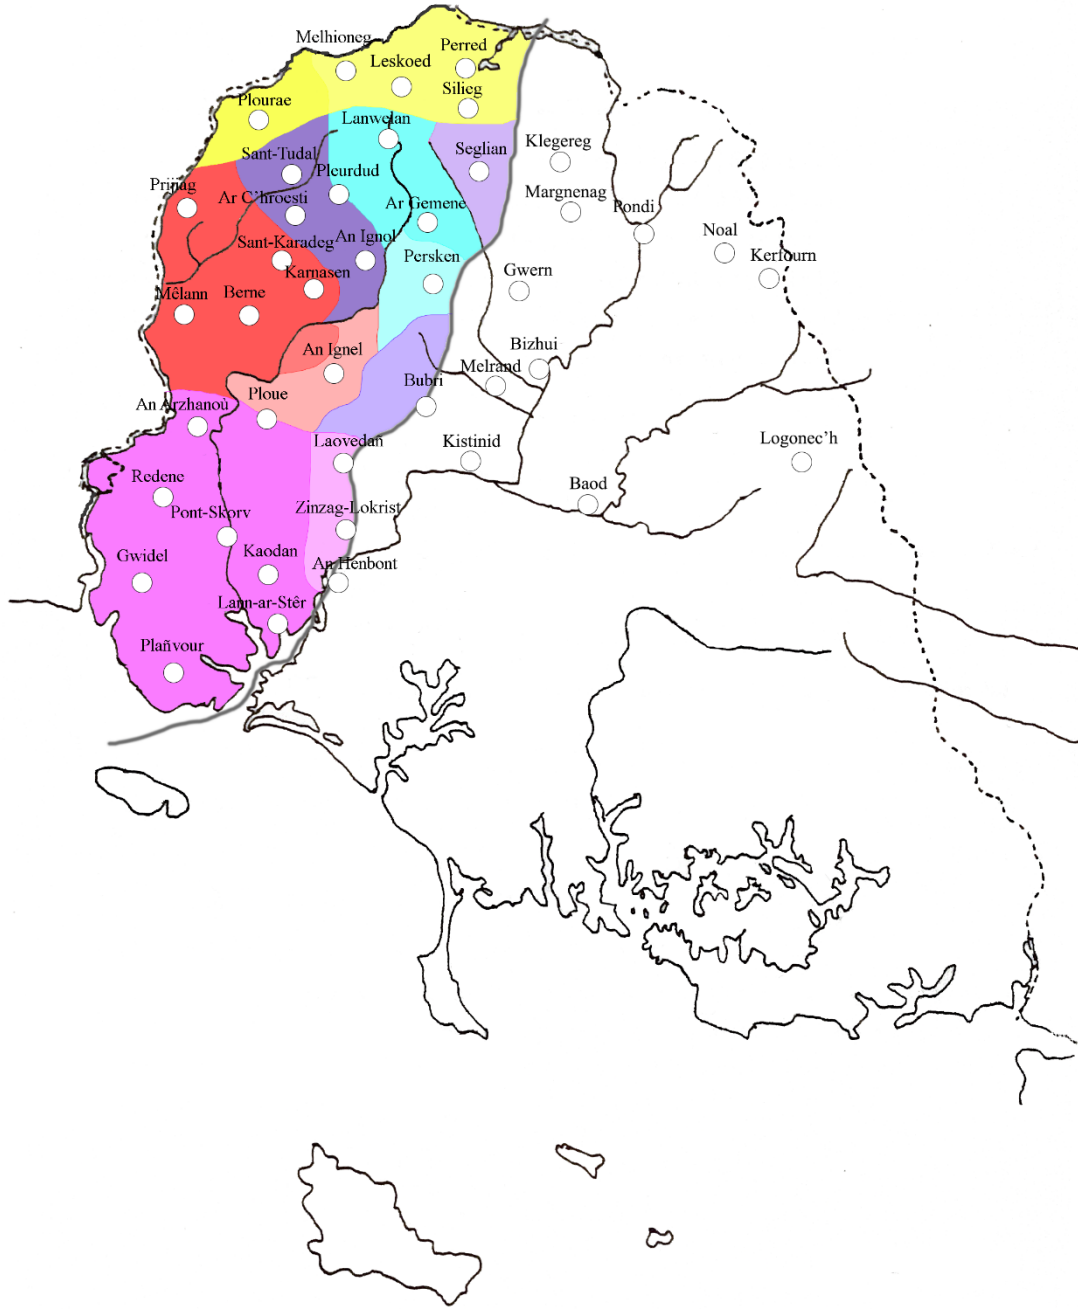 Melhioneg
Perred
Leskoed
Silieg
Plourae
Lanwelan
Klegereg
Sant-Tudal
Seglian
Pleurdud
Prijiag
Ar C'hroesti
Margnenag
Ar Gemene
Pondi
Noal
Sant-Karadeg
An Ignol
Persken
Kerfourn
Karnasen
Gwern
Mêlann
Berne
An Ignel
Bizhui
Melrand
Bubri
An Arzhanoù
Ploue
Laovedan
Kistinid
Logonec'h
Redene
Baod
Pont-Skorv
Zinzag-Lokrist
Gwidel
Kaodan
An Henbont
Lann-ar-Stêr
Plañvour